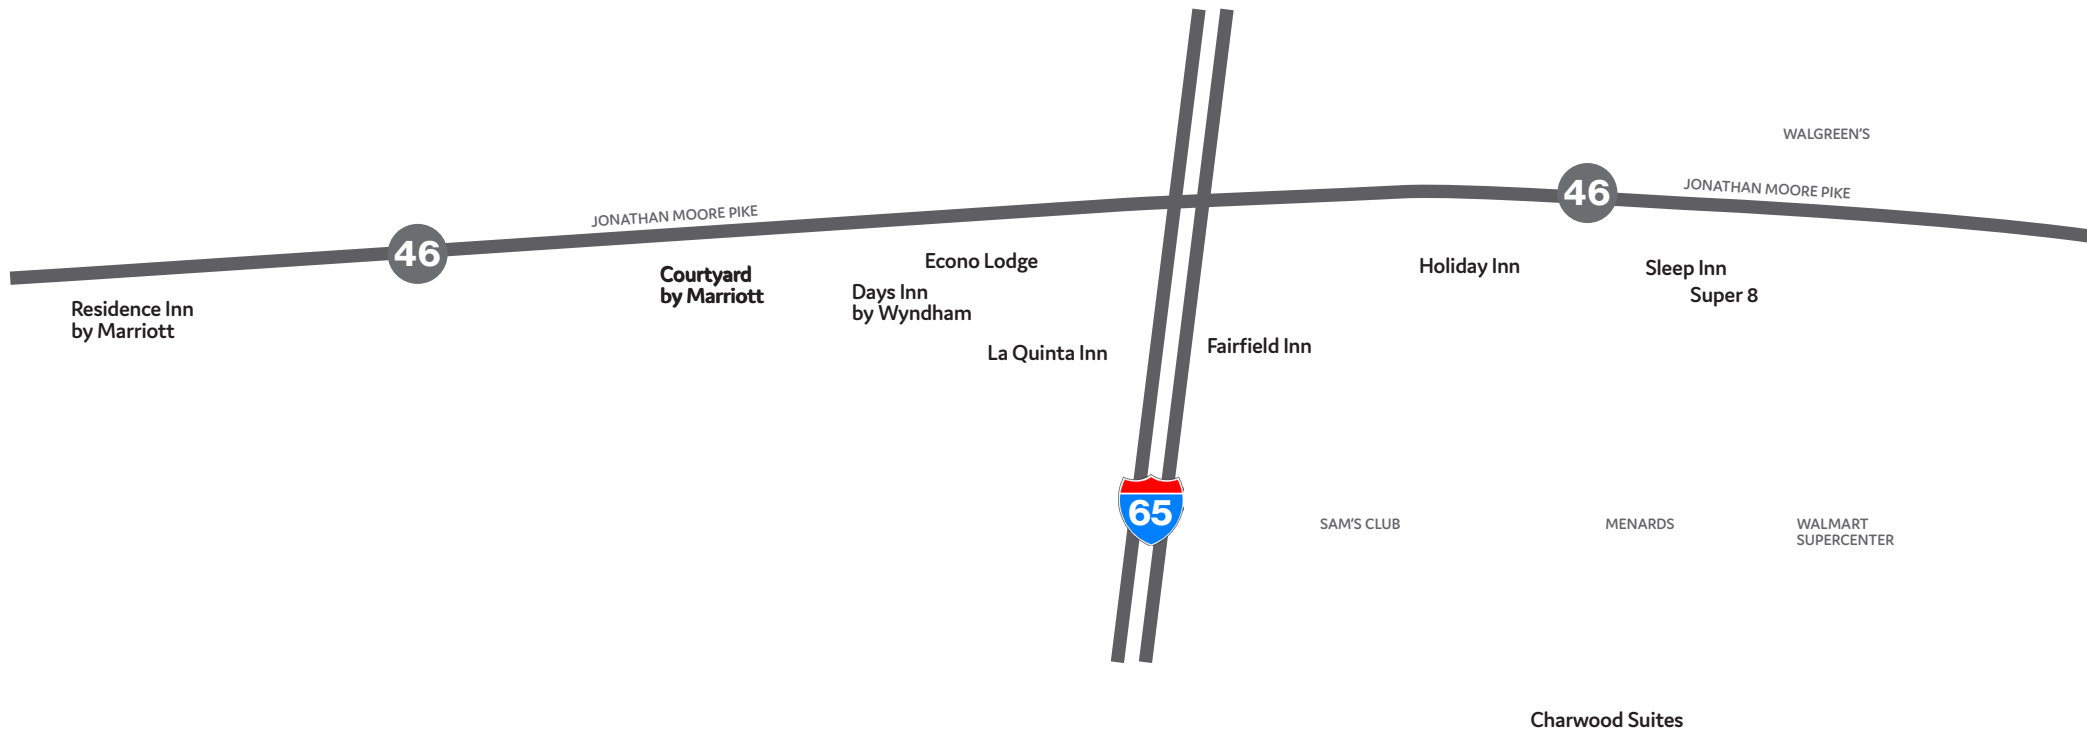 WALGREEN'S
JONATHAN MOORE PIKE
46
JONATHAN MOORE PIKE
46
Econo Lodge
Holiday Inn
Sleep Inn
Courtyard
by Marriott
Days Inn
by Wyndham
Super 8
Residence Inn
by Marriott
La Quinta Inn
Fairfield Inn
65
SAM'S CLUB
MENARDS
WALMART
SUPERCENTER
Charwood Suites